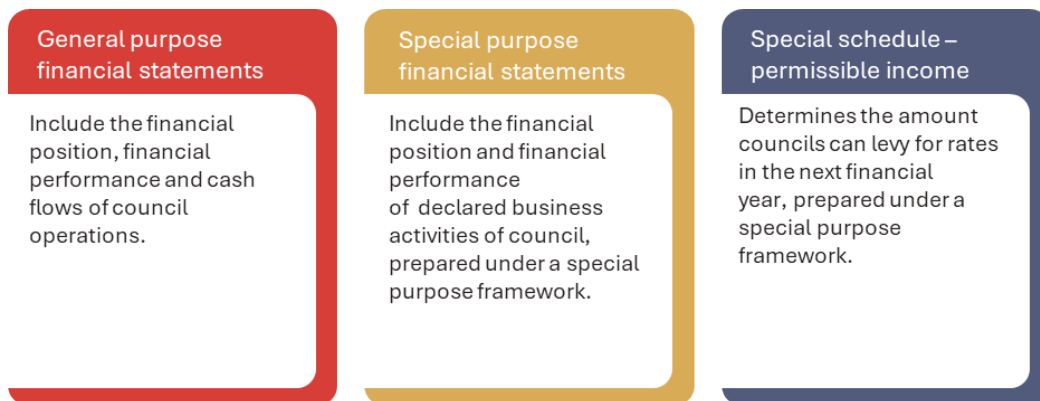 General purpose
financial statements
Include the financial
position, financial
performance and cash
flows of council
operations.
Special purpose
financial statements
Include the financial
position and financial
performance
of declared business
activities of council,
prepared under a special
purpose framework.
Special schedule –
permissible income
Determines the amount
councils can levy for rates
in the next financial
year, prepared under a
special purpose
framework.